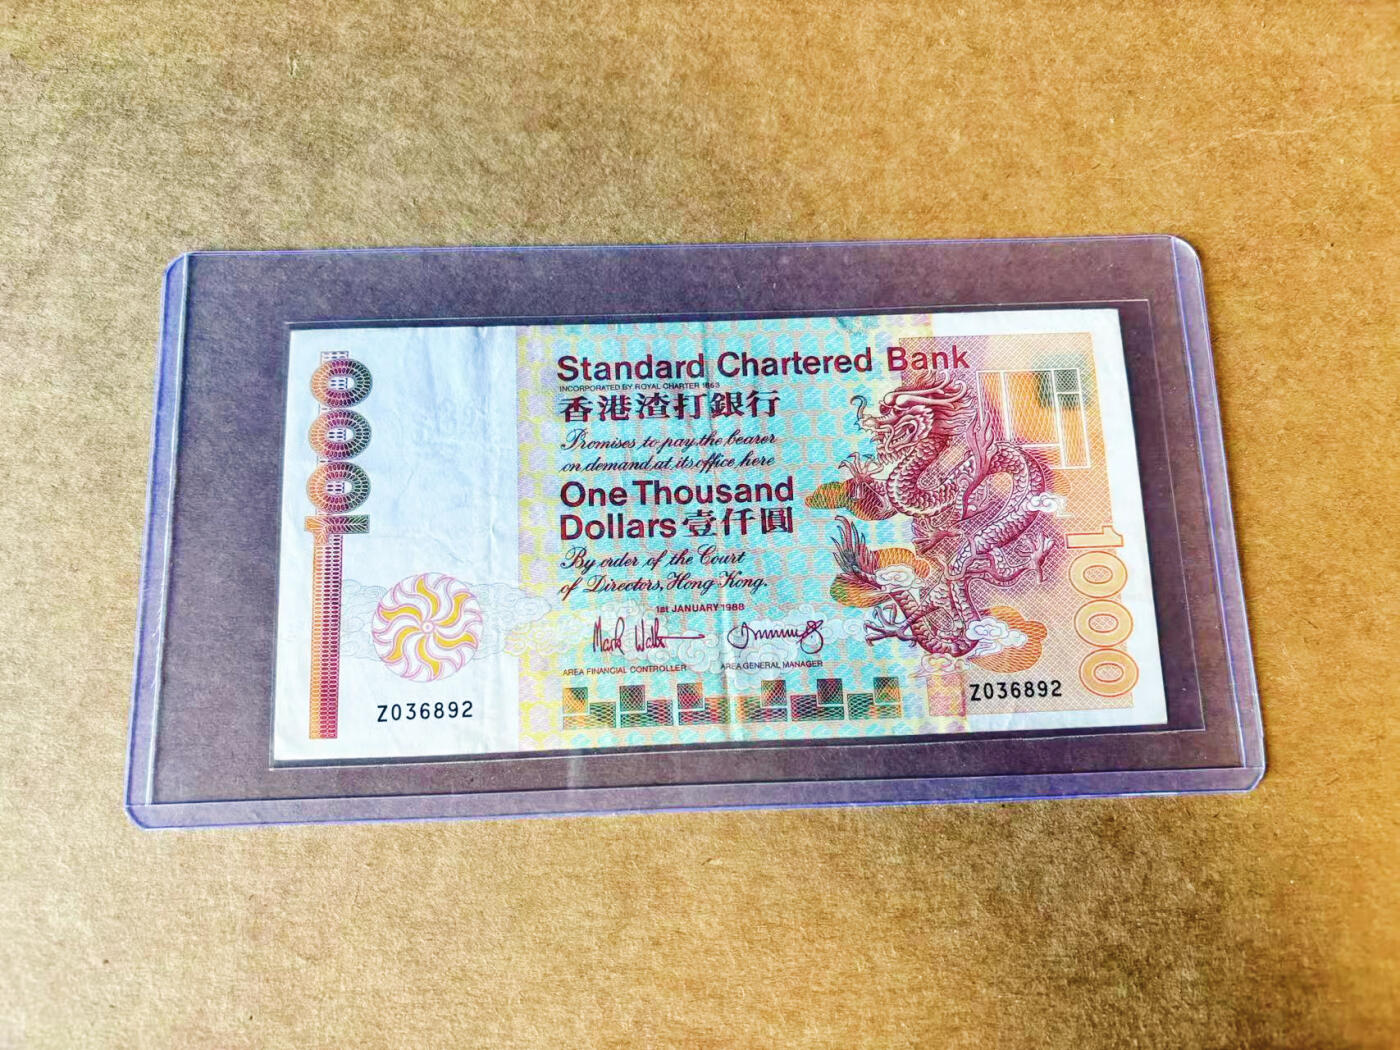 1000
Z036892
Standard Chartered Bank
INCORPORATED BY ROYAL CHARTER 1853
香港渣打銀行
Promises to pay the bearer
on demand at its office here
One Thousand
Dollars 壹仟圓
By order of the Court
of Directors, Hong Kong.
1st JANUARY 1988
AREA FINANCIAL CONTROLLER AREA GENERAL MANAGER
Z036892
1000